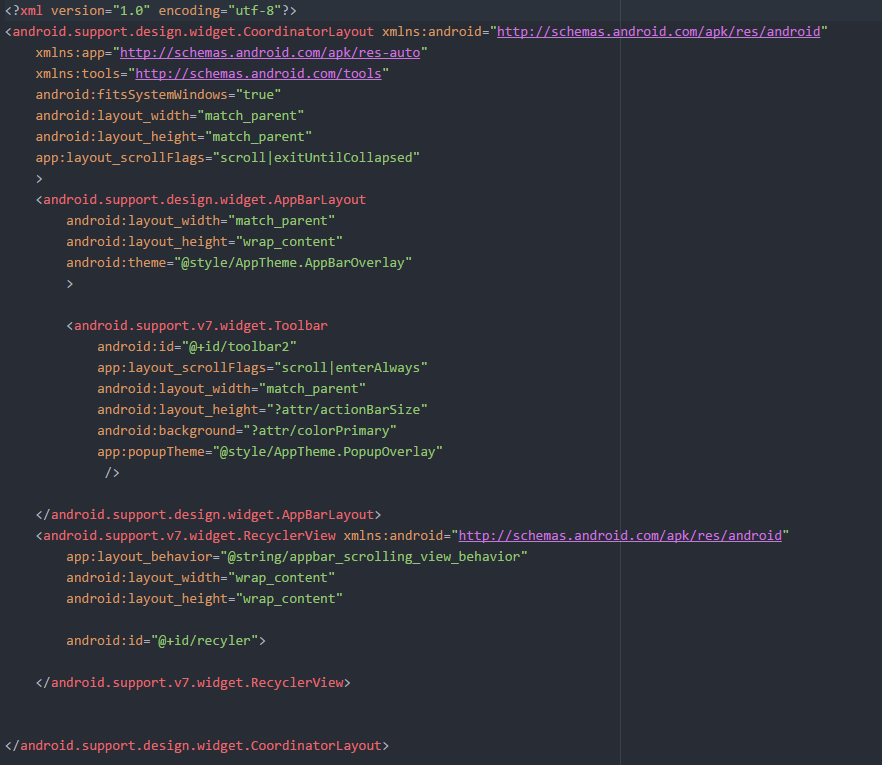 <?xml version="1.0" encoding="utf-8"?>
<android.support.design.widget.CoordinatorLayout xmlns:android="http://schemas.android.com/apk/res/android"
    xmlns:app="http://schemas.android.com/apk/res-auto"
    xmlns:tools="http://schemas.android.com/tools"
    android:fitsSystemWindows="true"
    android:layout_width="match_parent"
    android:layout_height="match_parent"
    app:layout_scrollFlags="scroll|exitUntilCollapsed"
    >
    <android.support.design.widget.AppBarLayout
        android:layout_width="match_parent"
        android:layout_height="wrap_content"
        android:theme="@style/AppTheme.AppBarOverlay"
        >
        <android.support.v7.widget.Toolbar
            android:id="@+id/toolbar2"
            app:layout_scrollFlags="scroll|enterAlways"
            android:layout_width="match_parent"
            android:layout_height="?attr/actionBarSize"
            android:background="?attr/colorPrimary"
            app:popupTheme="@style/AppTheme.PopupOverlay"
             />
    </android.support.design.widget.AppBarLayout>
    <android.support.v7.widget.RecyclerView xmlns:android="http://schemas.android.com/apk/res/android"
        app:layout_behavior="@string/appbar_scrolling_view_behavior"
        android:layout_width="wrap_content"
        android:layout_height="wrap_content"
        android:id="@+id/recyler">
    </android.support.v7.widget.RecyclerView>
</android.support.design.widget.CoordinatorLayout>